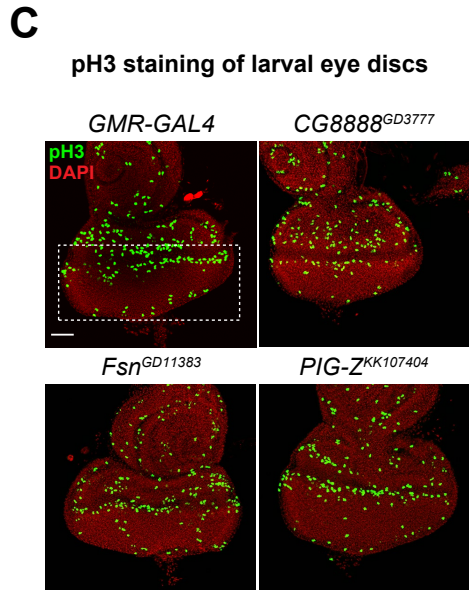 C
pH3 staining of larval eye discs
GMR-GAL4 CG8888GD3777
pH3
DAPI
FsnGD11383 PIG-ZKK107404